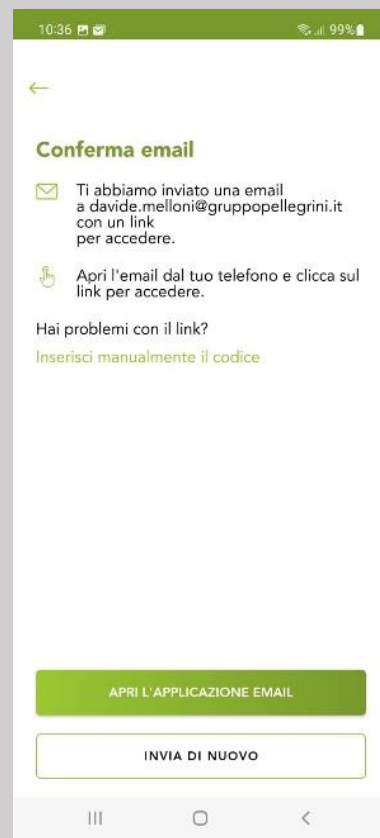 10:36 99%
Conferma email
Ti abbiamo inviato una email
a davide.melloni@gruppopellegrini.it
con un link
per accedere.
Apri l'email dal tuo telefono e clicca sul
link per accedere.
Hai problemi con il link?
Inserisci manualmente il codice
APRI L'APPLICAZIONE EMAIL
INVIA DI NUOVO